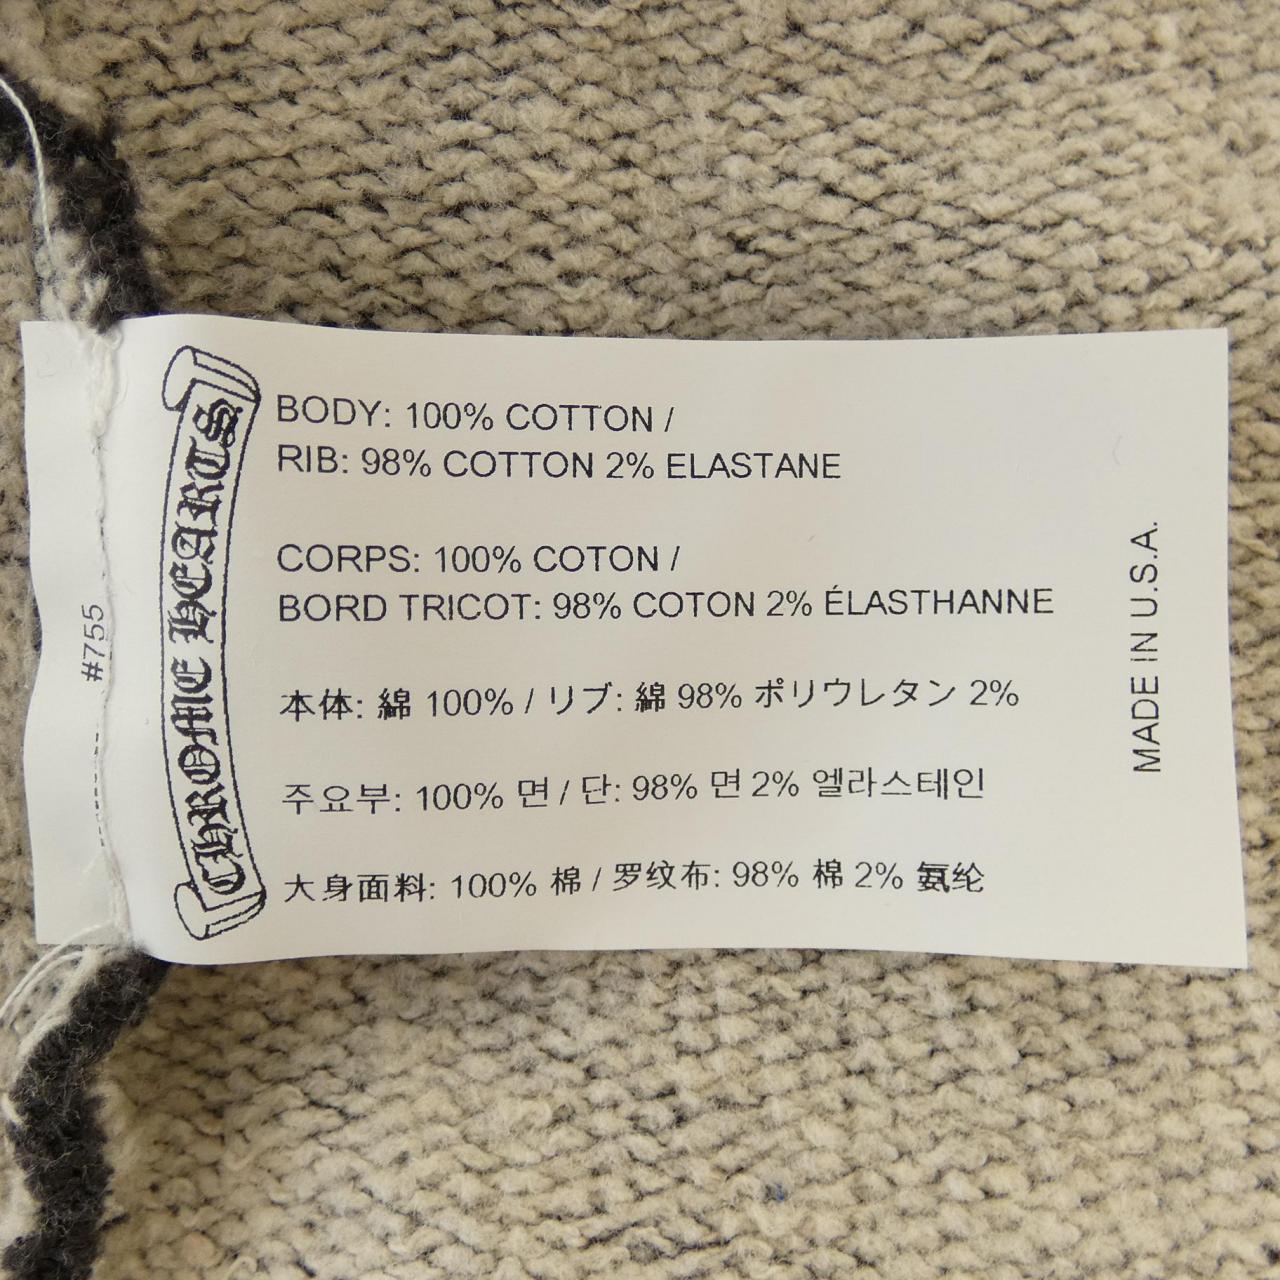 #755
CHROME HEARTS
BODY: 100% COTTON /
RIB: 98% COTTON 2% ELASTANE
CORPS: 100% COTON /
BORD TRICOT: 98% COTON 2% ÉLASTHANNE
本体: 綿 100% / リブ: 綿 98% ポリウレタン 2%
주요부: 100% 면 / 단: 98% 면 2% 엘라스테인
大身面料: 100% 棉 / 罗纹布: 98% 棉 2% 氨纶
MADE IN U.S.A.